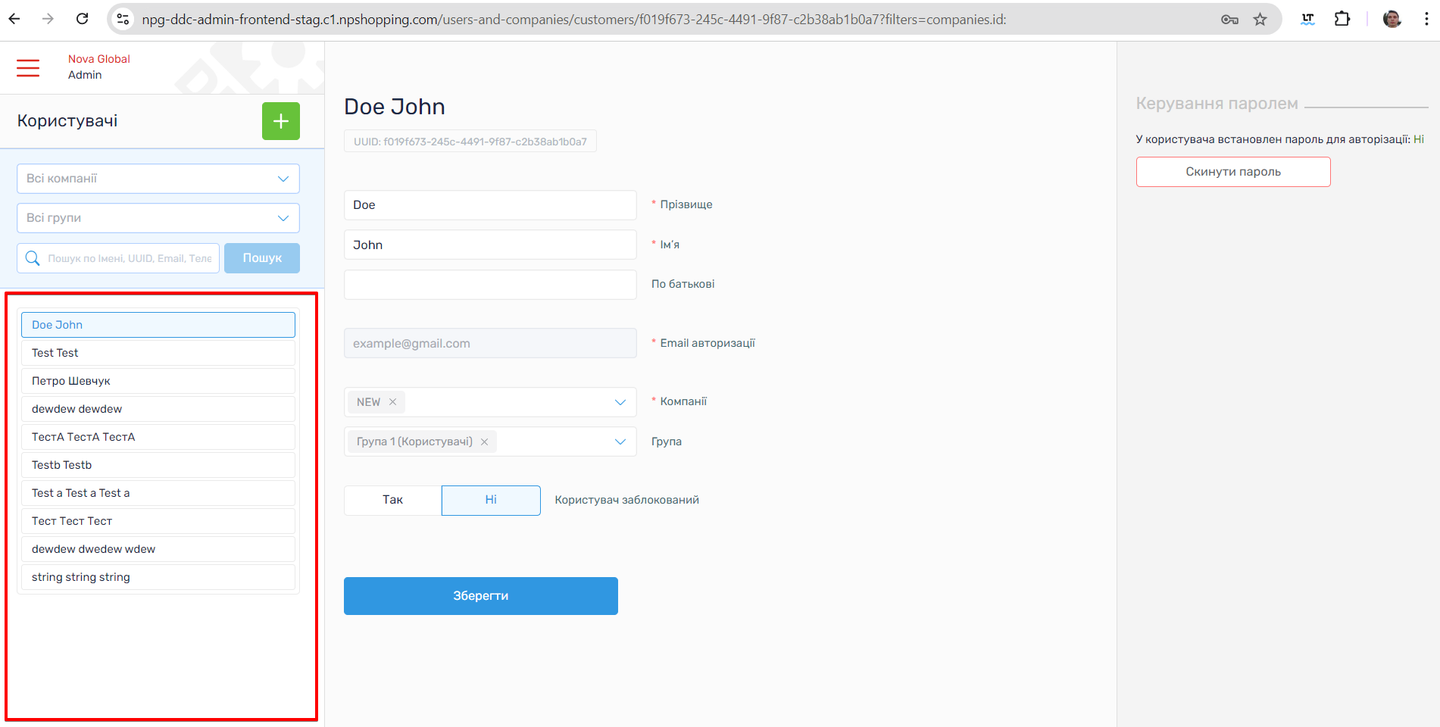 npg-ddc-admin-frontend-stag.c1.npshopping.com/users-and-companies/customers/f019f673-245c-4491-9f87-c2b38ab1b0a7?filters=companies.id:
Nova Global
Admin
Користувачі
Всі компанії
Всі групи
Пошук по Імені, UUID, Email, Теле
Пошук
Doe John
Test Test
Петро Шевчук
dewdew dewdew
ТестА ТестА ТестА
Testb Testb
Test a Test a Test a
Тест Тест Тест
dewdew dwedew wdew
string string string
Doe John
UUID: f019f673-245c-4491-9f87-c2b38ab1b0a7
Doe
* Прізвище
John
* Ім'я
По батькові
example@gmail.com
* Email авторизації
NEW
* Компанії
Група 1 (Користувачі)
Група
Так
Ні
Користувач заблокований
Зберегти
Керування паролем
У користувача встановлен пароль для авторізації: Ні
Скинути пароль